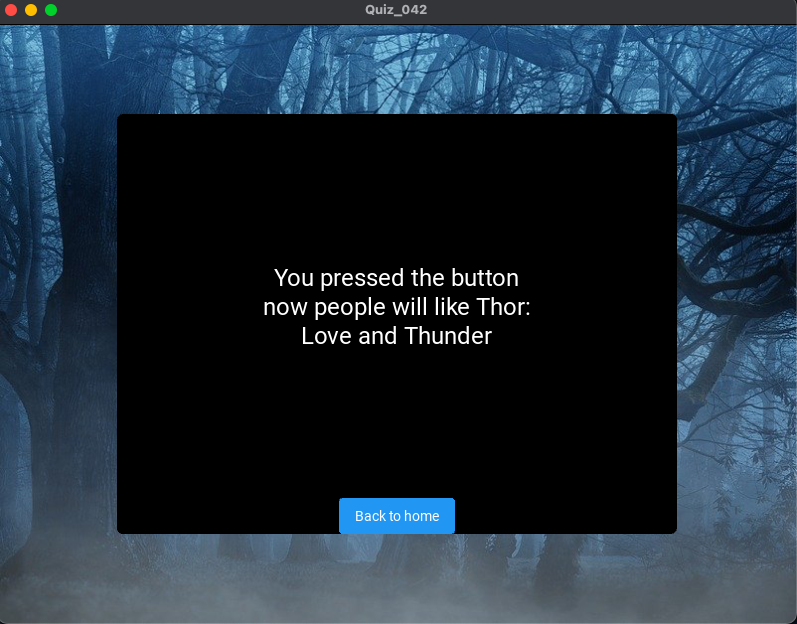 Quiz_042
You pressed the button
now people will like Thor:
Love and Thunder
Back to home